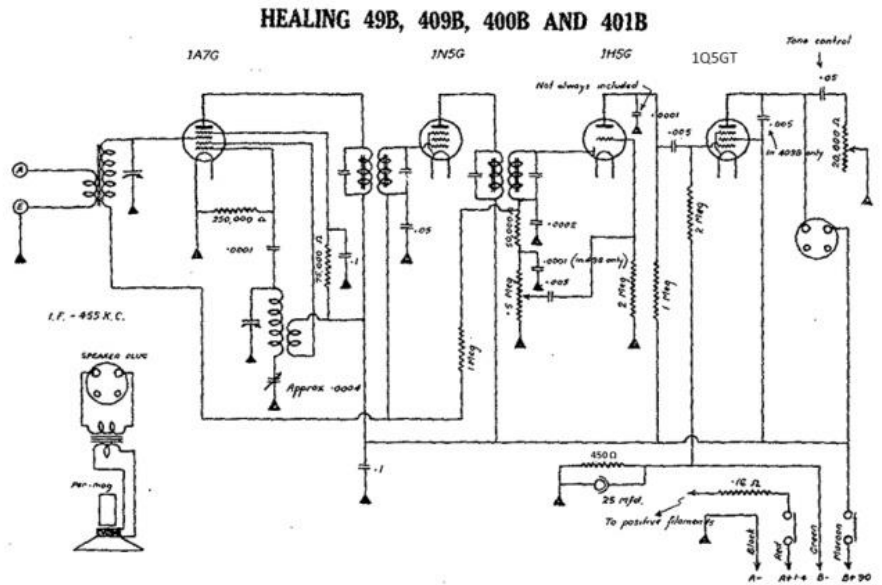 HEALING 49B, 409B, 400B AND 401B
1A7G
1N5G
1H5G
1Q5GT
Tone control
Not always included
.0001
.05
.005
.005
In 409B only
20,000 Ω
A
E
250,000 Ω
.0001
75,000 Ω
.1
.05
50,000 Ω
.0002
.0001 (in 49B only)
.005
.5 Meg
2 Meg
1 Meg
2 Meg
1 Meg
I.F. - 455 K.C.
SPEAKER PLUG
Approx .0004
Per-mag
.1
450 Ω
25 mfd.
.16 Ω
To positive filaments
Black
Red
Green
Maroon
A-
A+1.4
B-
B+90